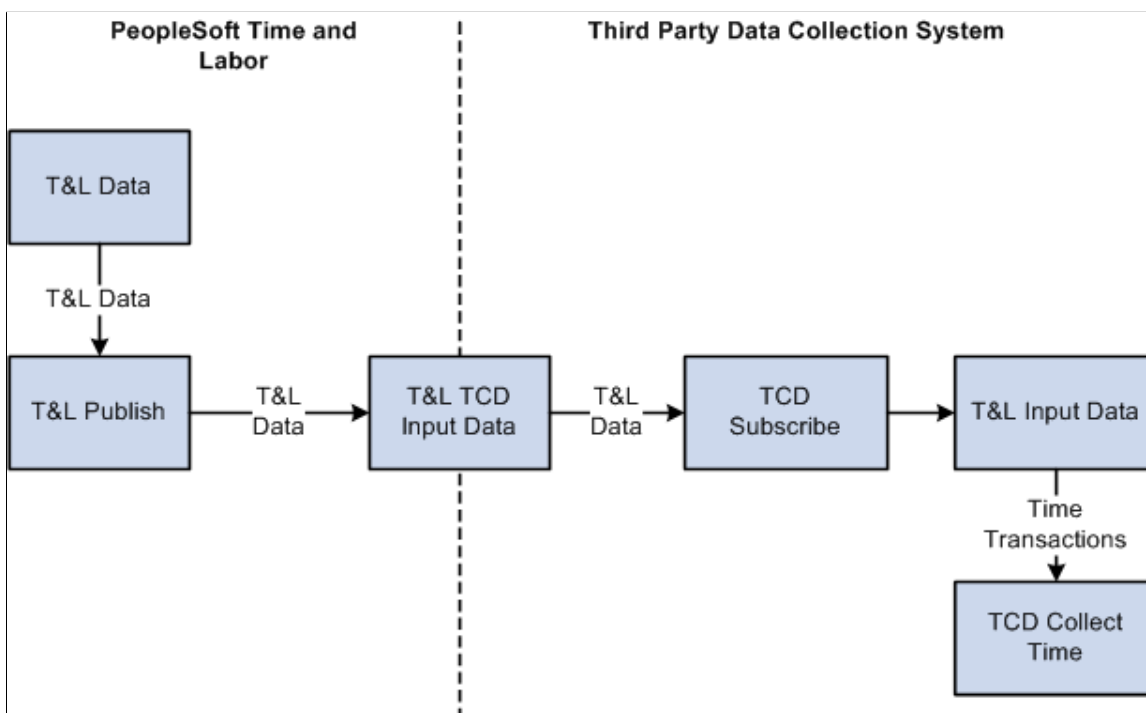 PeopleSoft Time and
Labor
Third Party Data Collection System
T&L Data
T&L Data
T&L Publish
T&L
Data
T&L TCD
Input Data
T&L
Data
TCD
Subscribe
T&L Input Data
Time
Transactions
TCD Collect
Time